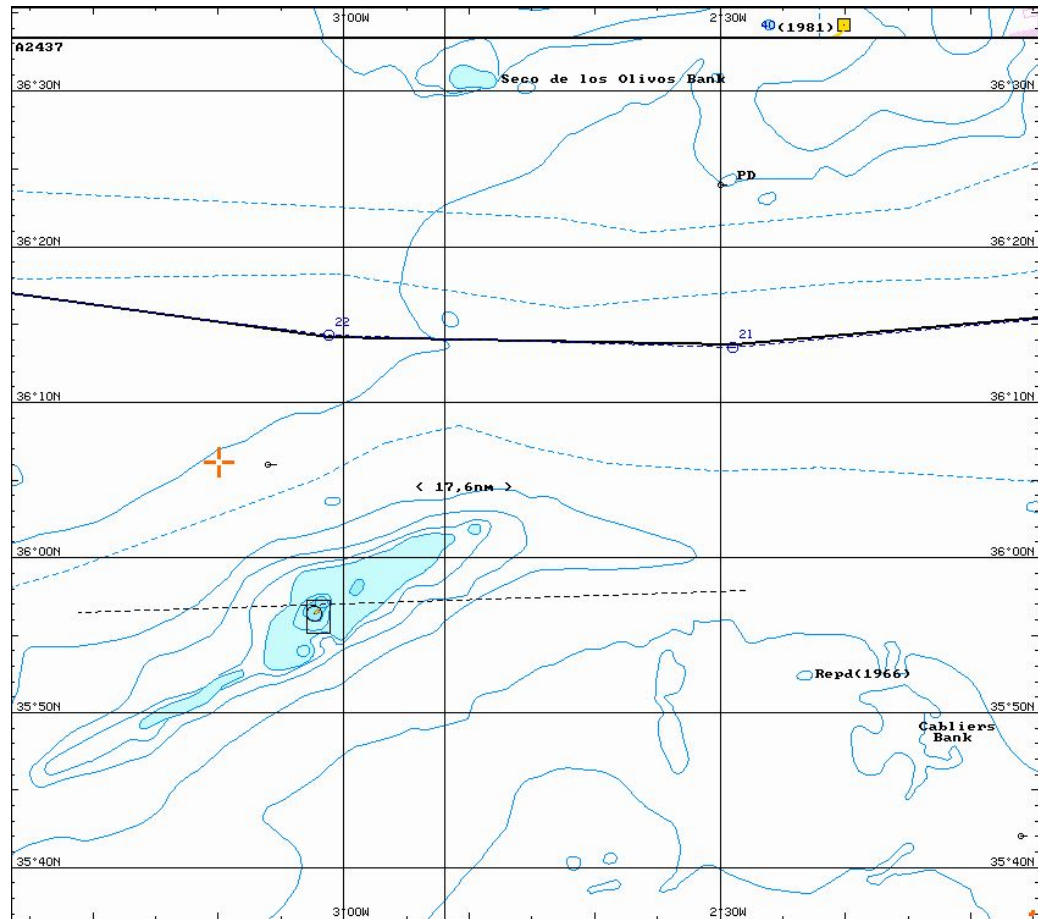 3°00W
2°30W
40
(1981)
A2437
36°30N
Seco de los Olivos Bank
36°30N
PD
36°20N
36°20N
22
21
36°10N
36°10N
< 17,6nm >
36°00N
36°00N
Repd(1966)
35°50N
35°50N
Cabliers
Bank
35°40N
35°40N
3°00W
2°30W